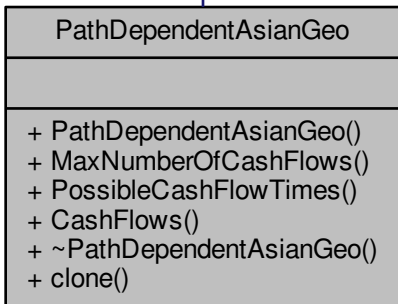 PathDependentAsianGeo
+ PathDependentAsianGeo()
+ MaxNumberOfCashFlows()
+ PossibleCashFlowTimes()
+ CashFlows()
+ ~PathDependentAsianGeo()
+ clone()